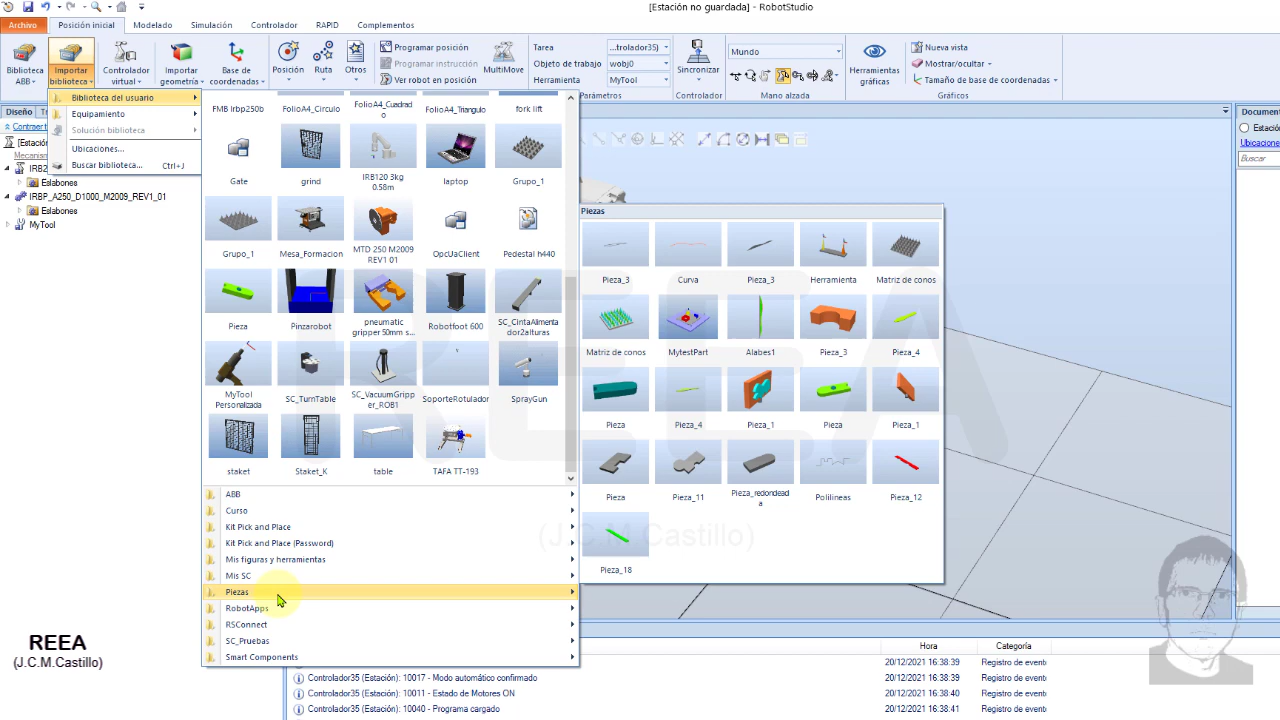 [Estación no guardada] - RobotStudio
Archivo
Posición inicial
Modelado
Simulación
Controlador
RAPID
Complementos
Biblioteca
ABB
Importar
biblioteca
Controlador
virtual
Importar
geometría
Base de
coordenadas
Posición
Ruta
Otros
Programar posición
Programar instrucción
Ver robot en posición
MultiMove
Tarea
...trolador35)
Objeto de trabajo
wobj0
Herramienta
MyTool
Parámetros
Sincronizar
Controlador
Mundo
Mano alzada
Herramientas
gráficas
Nueva vista
Mostrar/ocultar
Tamaño de base de coordenadas
Gráficos
Diseño
Contraer
[Estación
Mecanism
IRB2
Eslabones
IRBP_A250_D1000_M2009_REV1_01
Eslabones
MyTool
Biblioteca del usuario
Equipamiento
Solución biblioteca
Ubicaciones...
Buscar biblioteca...
Ctrl+J
FMB Irbp250b
FolioA4_Circulo
FolioA4_Cuadrad
o
FolioA4_Triangulo
fork lift
Gate
grind
IRB120 3kg
0.58m
laptop
Grupo_1
Grupo_1
Mesa_Formacion
MTD 250 M2009
REV1 01
OpcUaClient
Pedestal h440
Pieza
Pinzarobot
pneumatic
gripper 50mm s...
Robotfoot 600
SC_CintaAlimenta
dor2alturas
MyTool
Personalizada
SC_TurnTable
SC_VacuumGripp
er_ROB1
SoporteRotulador
SprayGun
staket
Staket_K
table
TAFA TT-193
ABB
Curso
Kit Pick and Place
Kit Pick and Place (Password)
Mis figuras y herramientas
Mis SC
Piezas
RobotApps
RSConnect
SC_Pruebas
Smart Components
Piezas
Pieza_3
Curva
Pieza_3
Herramienta
Matriz de conos
Matriz de conos
MytestPart
Alabes1
Pieza_3
Pieza_4
Pieza
Pieza_4
Pieza_1
Pieza
Pieza_1
Pieza
Pieza_11
Pieza_redondead
a
Polilineas
Pieza_12
Pieza_18
Document
Estació
Ubicacione
Buscar
REEA
(J.C.M.Castillo)
REEA
(J.C.M.Castillo)
Hora
Categoría
20/12/2021 16:38:39
Registro de evento
Controlador35 (Estación): 10017 - Modo automático confirmado
20/12/2021 16:38:39
Registro de evento
Controlador35 (Estación): 10011 - Estado de Motores ON
20/12/2021 16:38:40
Registro de evento
Controlador35 (Estación): 10040 - Programa cargado
20/12/2021 16:38:41
Registro de evento